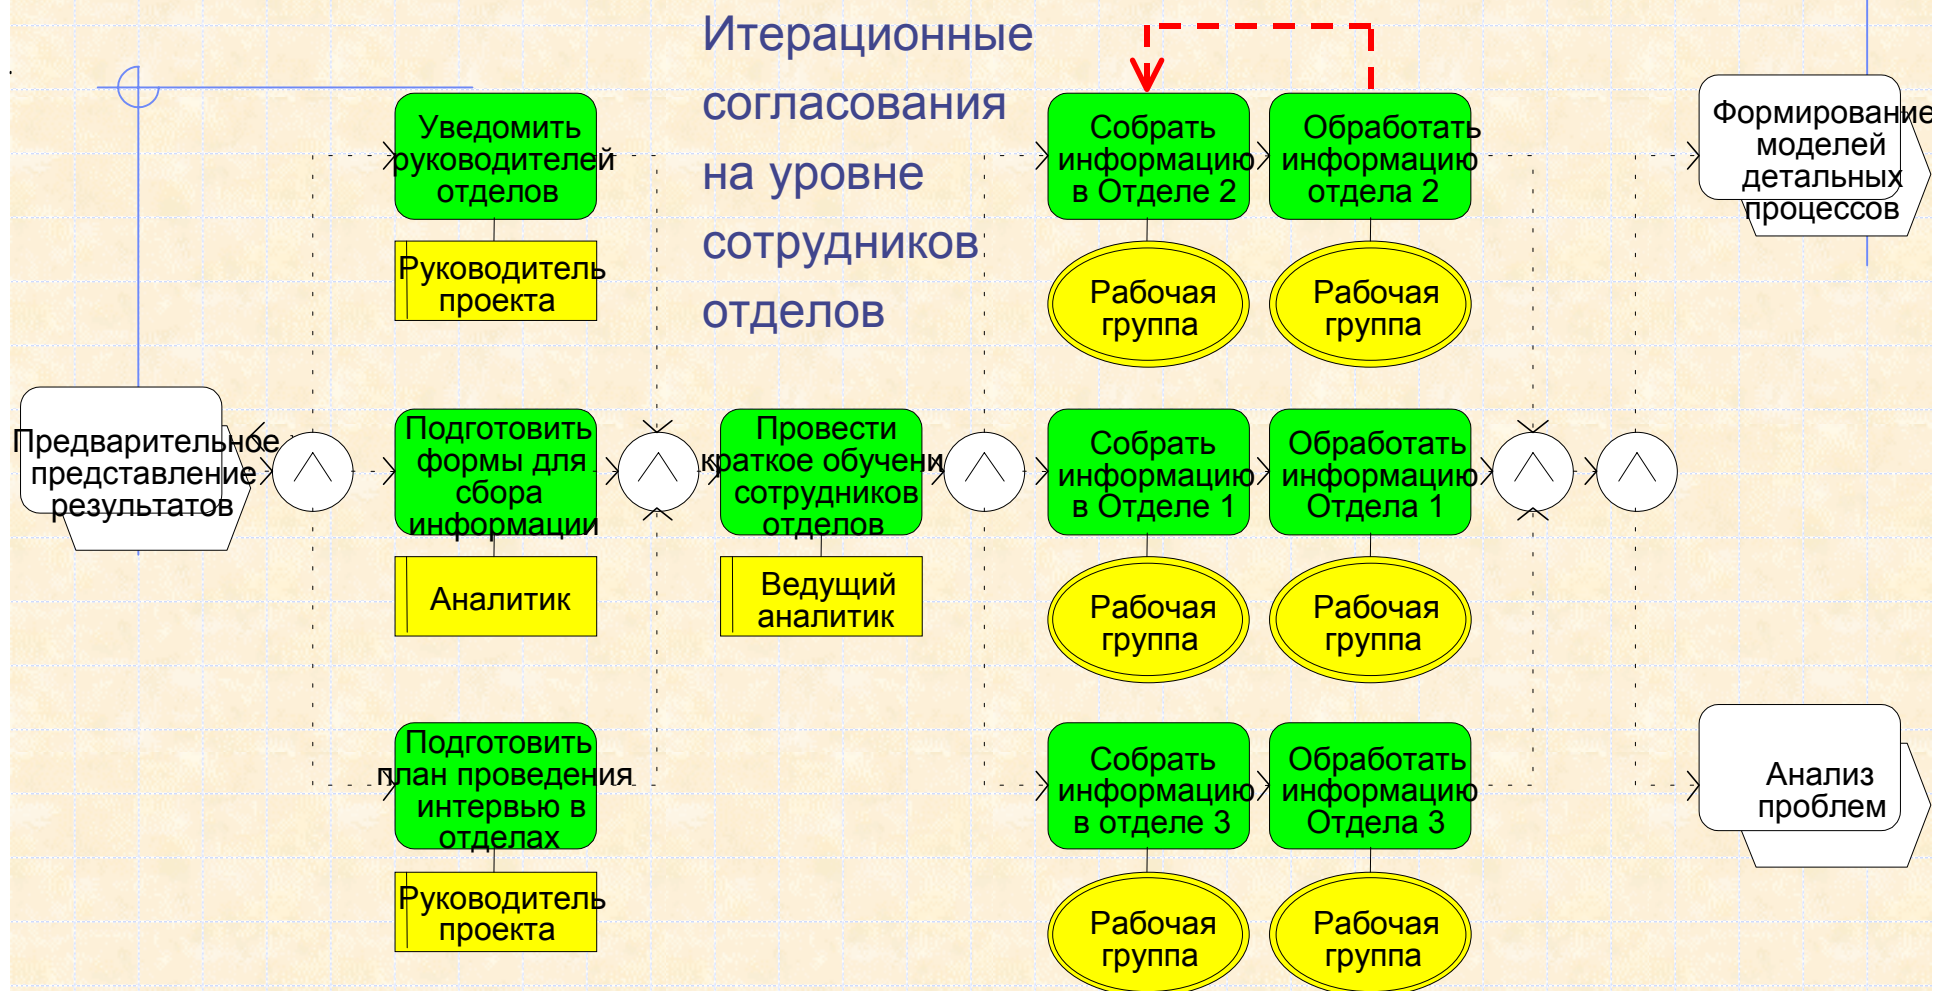 Итерационные
согласования
на уровне
сотрудников
отделов
Предварительное
представление
результатов
Уведомить
руководителей
отделов
Руководитель
проекта
Подготовить
формы для
сбора
информации
Аналитик
Подготовить
план проведения
интервью в
отделах
Руководитель
проекта
Провести
краткое обучени
сотрудников
отделов
Ведущий
аналитик
Собрать
информацию
в Отделе 2
Рабочая
группа
Обработать
информацию
отдела 2
Рабочая
группа
Собрать
информацию
в Отделе 1
Рабочая
группа
Обработать
информацию
Отдела 1
Рабочая
группа
Собрать
информацию
в отделе 3
Рабочая
группа
Обработать
информацию
Отдела 3
Рабочая
группа
Формирование
моделей
детальных
процессов
Анализ
проблем